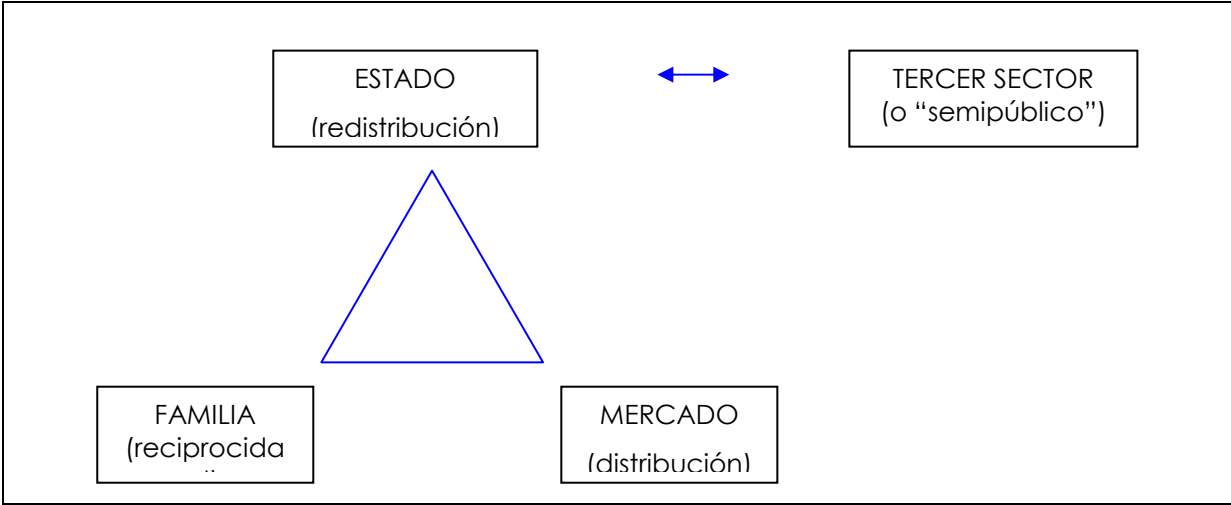 ESTADO
(redistribución)
TERCER SECTOR
(o “semipúblico”)
FAMILIA
(reciprocida
MERCADO
(distribución)